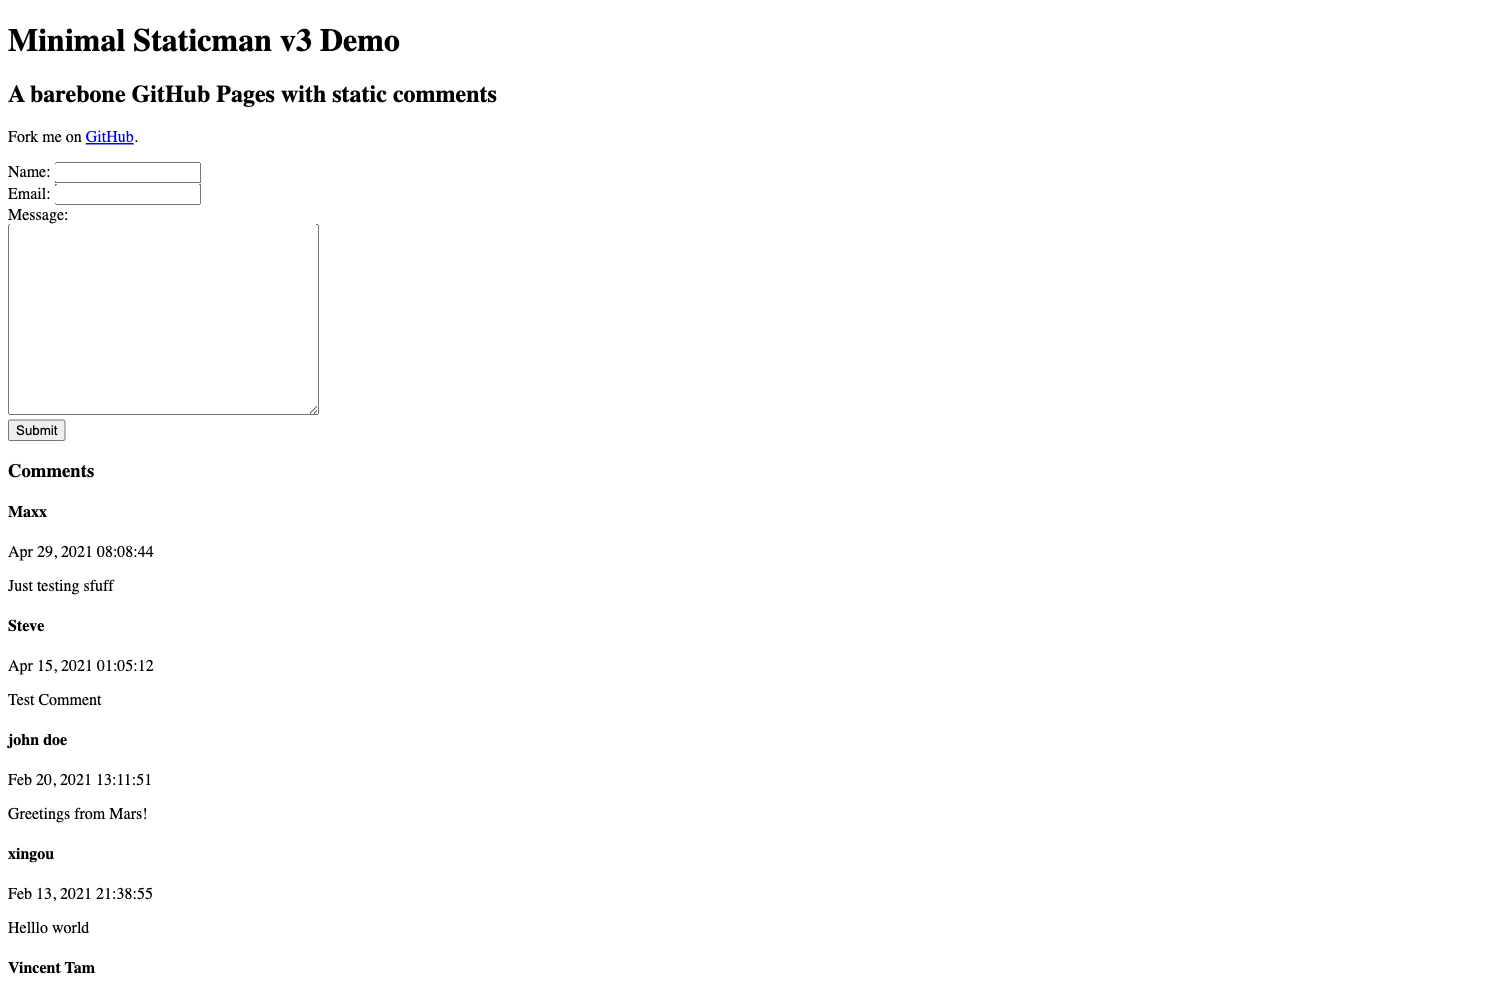 Minimal Staticman v3 Demo
A barebone GitHub Pages with static comments
Fork me on GitHub.
Name:
Email:
Message:
Submit
Comments
Maxx
Apr 29, 2021 08:08:44
Just testing sfuff
Steve
Apr 15, 2021 01:05:12
Test Comment
john doe
Feb 20, 2021 13:11:51
Greetings from Mars!
xingou
Feb 13, 2021 21:38:55
Helllo world
Vincent Tam